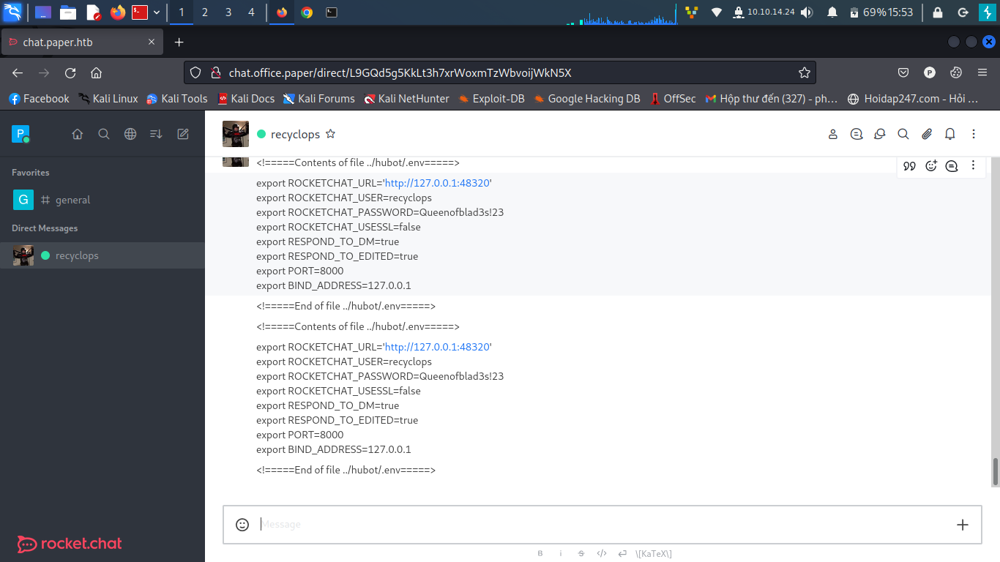 1 2 3 4 10.10.14.24 69% 15:53
chat.paper.htb
chat.office.paper/direct/L9GQd5g5KkLt3h7xrWoxmTzWbvoijWkN5X
Facebook Kali Linux Kali Tools Kali Docs Kali Forums Kali NetHunter Exploit-DB Google Hacking DB OffSec Hộp thư đến (327) - ph… Hoidap247.com - Hỏi …
P
recyclops
Favorites
G general
Direct Messages
recyclops
<!=====Contents of file ../hubot/.env=====>
export ROCKETCHAT_URL='http://127.0.0.1:48320'
export ROCKETCHAT_USER=recyclops
export ROCKETCHAT_PASSWORD=Queenofblad3s!23
export ROCKETCHAT_USESSL=false
export RESPOND_TO_DM=true
export RESPOND_TO_EDITED=true
export PORT=8000
export BIND_ADDRESS=127.0.0.1
<!=====End of file ../hubot/.env=====>
<!=====Contents of file ../hubot/.env=====>
export ROCKETCHAT_URL='http://127.0.0.1:48320'
export ROCKETCHAT_USER=recyclops
export ROCKETCHAT_PASSWORD=Queenofblad3s!23
export ROCKETCHAT_USESSL=false
export RESPOND_TO_DM=true
export RESPOND_TO_EDITED=true
export PORT=8000
export BIND_ADDRESS=127.0.0.1
<!=====End of file ../hubot/.env=====>
Message
rocket.chat
B i S </> \[KaTeX\]